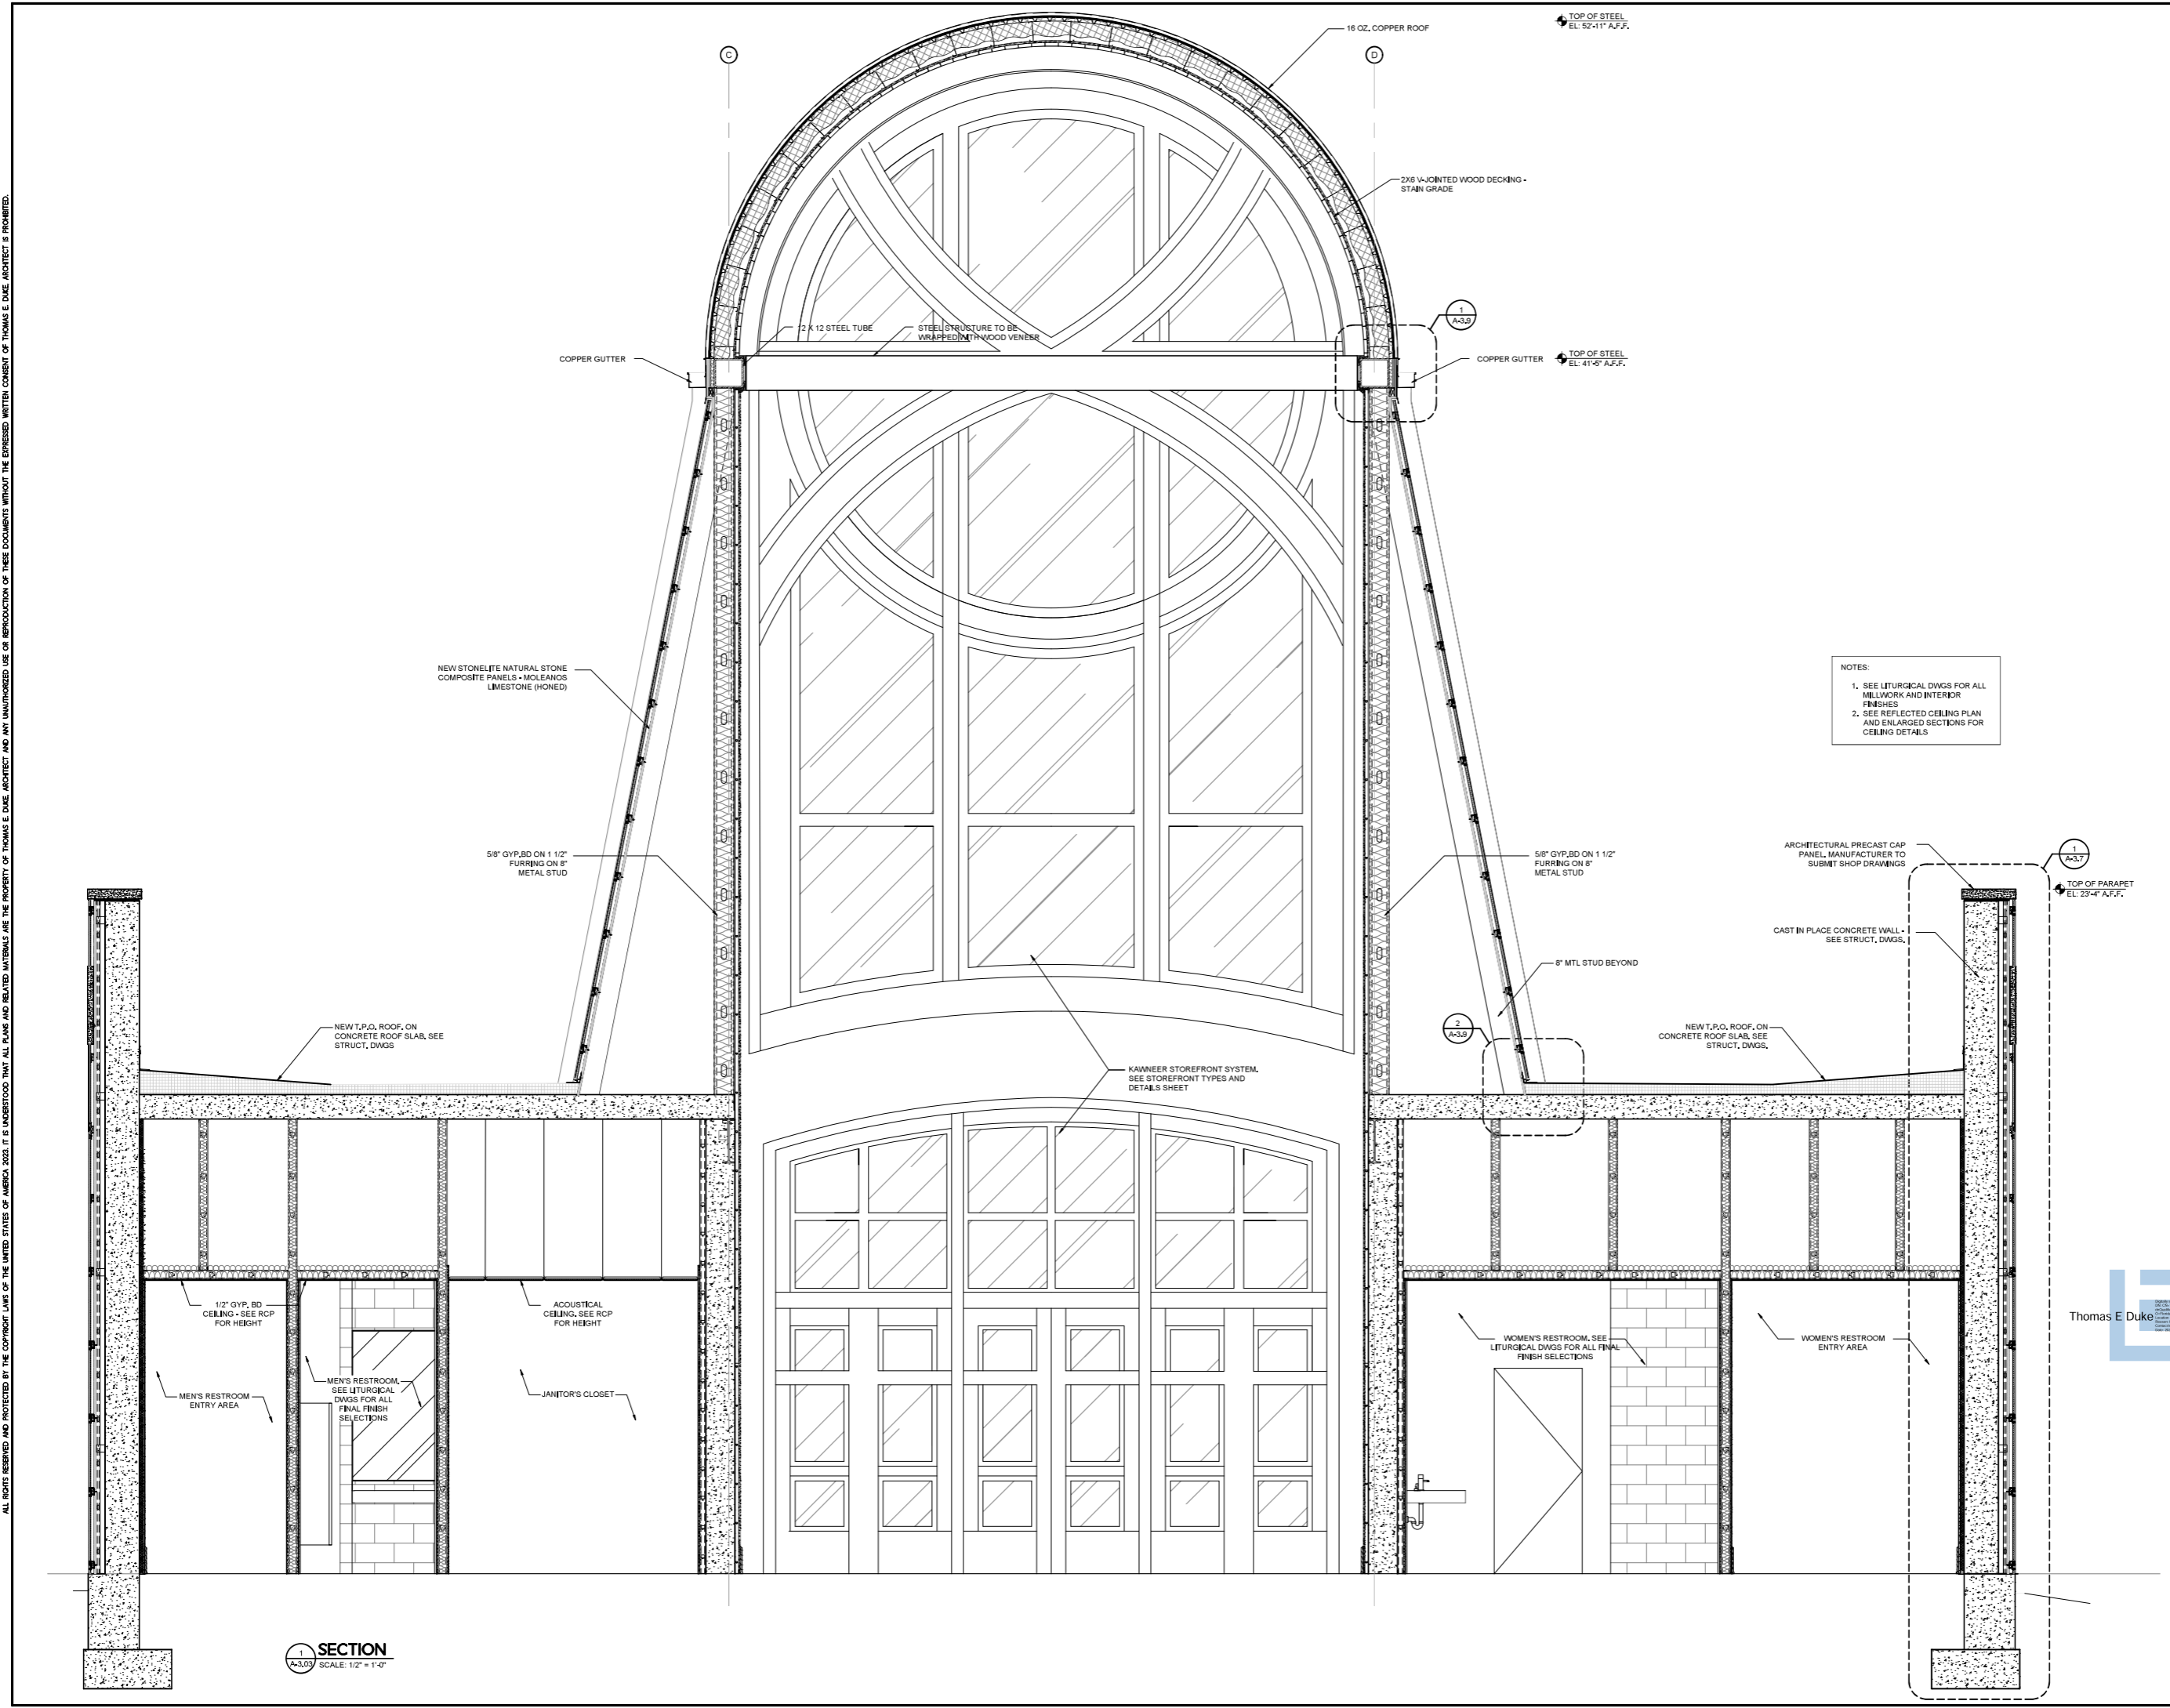 TOP OF STEEL
EL: 52'-11" A.F.F.
16 OZ. COPPER ROOF
C
D
2X6 V-JOINTED WOOD DECKING -
STAIN GRADE
1
A-3.9
12 X 12 STEEL TUBE
STEEL STRUCTURE TO BE
WRAPPED WITH WOOD VENEER
COPPER GUTTER
COPPER GUTTER
TOP OF STEEL
EL: 41'-5" A.F.F.
NEW STONELITE NATURAL STONE
COMPOSITE PANELS - MOLEANOS
LIMESTONE (HONED)
NOTES:
1. SEE LITURGICAL DWGS FOR ALL
MILLWORK AND INTERIOR
FINISHES
2. SEE REFLECTED CEILING PLAN
AND ENLARGED SECTIONS FOR
CEILING DETAILS
5/8" GYP.BD ON 1 1/2"
FURRING ON 8"
METAL STUD
5/8" GYP.BD ON 1 1/2"
FURRING ON 8"
METAL STUD
ARCHITECTURAL PRECAST CAP
PANEL. MANUFACTURER TO
SUBMIT SHOP DRAWINGS
1
A-3.7
TOP OF PARAPET
EL: 23'-4" A.F.F.
CAST IN PLACE CONCRETE WALL -
SEE STRUCT. DWGS.
8" MTL STUD BEYOND
2
A-3.9
NEW T.P.O. ROOF. ON
CONCRETE ROOF SLAB. SEE
STRUCT. DWGS
NEW T.P.O. ROOF. ON
CONCRETE ROOF SLAB. SEE
STRUCT. DWGS.
KAWNEER STOREFRONT SYSTEM.
SEE STOREFRONT TYPES AND
DETAILS SHEET
1/2" GYP. BD
CEILING - SEE RCP
FOR HEIGHT
ACOUSTICAL
CEILING. SEE RCP
FOR HEIGHT
Thomas E Duke
MEN'S RESTROOM
ENTRY AREA
MEN'S RESTROOM.
SEE LITURGICAL
DWGS FOR ALL
FINAL FINISH
SELECTIONS
JANITOR'S CLOSET
WOMEN'S RESTROOM. SEE
LITURGICAL DWGS FOR ALL FINAL
FINISH SELECTIONS
WOMEN'S RESTROOM
ENTRY AREA
1
A-3.03
SECTION
SCALE: 1/2" = 1'-0"
ALL RIGHTS RESERVED AND PROTECTED BY THE COPYRIGHT LAWS OF THE UNITED STATES OF AMERICA 2023. IT IS UNDERSTOOD THAT ALL PLANS AND RELATED MATERIALS ARE THE PROPERTY OF THOMAS E. DUKE, ARCHITECT AND ANY UNAUTHORIZED USE OR REPRODUCTION OF THESE DOCUMENTS WITHOUT THE EXPRESSED WRITTEN CONSENT OF THOMAS E. DUKE, ARCHITECT IS PROHIBITED.